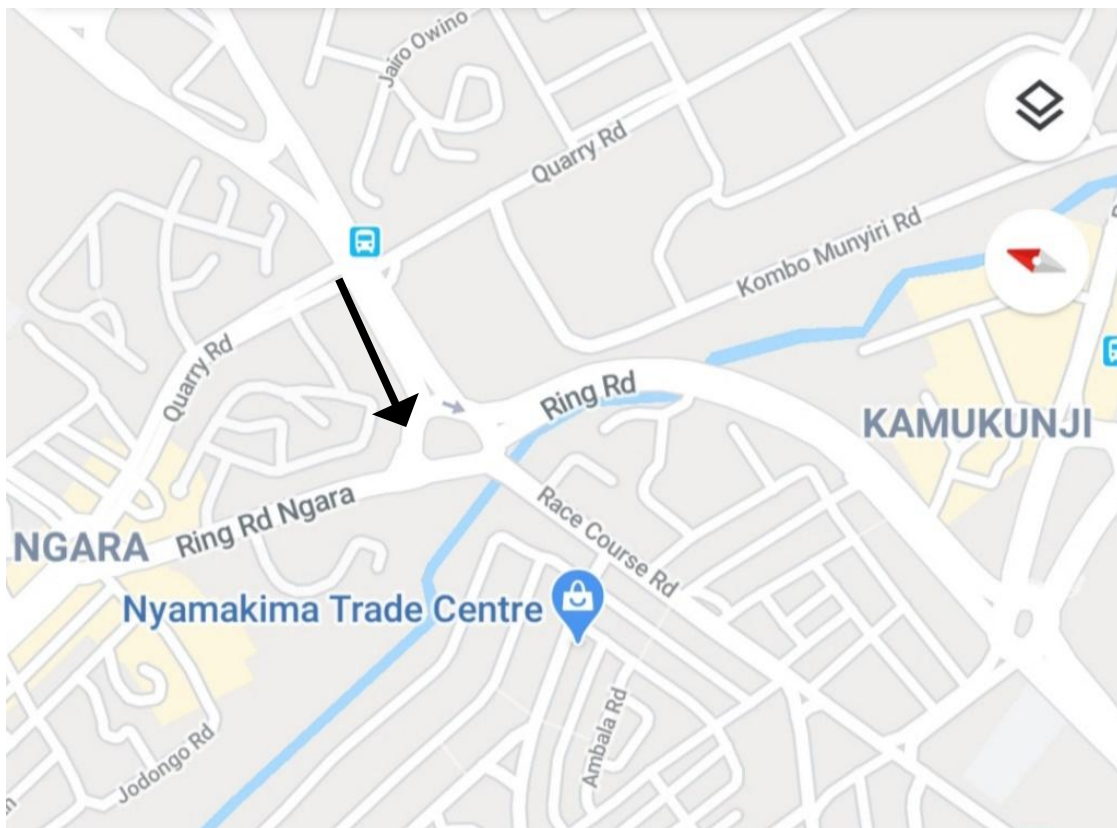 Jairo Owino
Quarry Rd
Kombo Munyiri Rd
Quarry Rd
Ring Rd
KAMUKUNJI
Ring Rd Ngara
NGARA
Race Course Rd
Nyamakima Trade Centre
Ambala Rd
Jodongo Rd